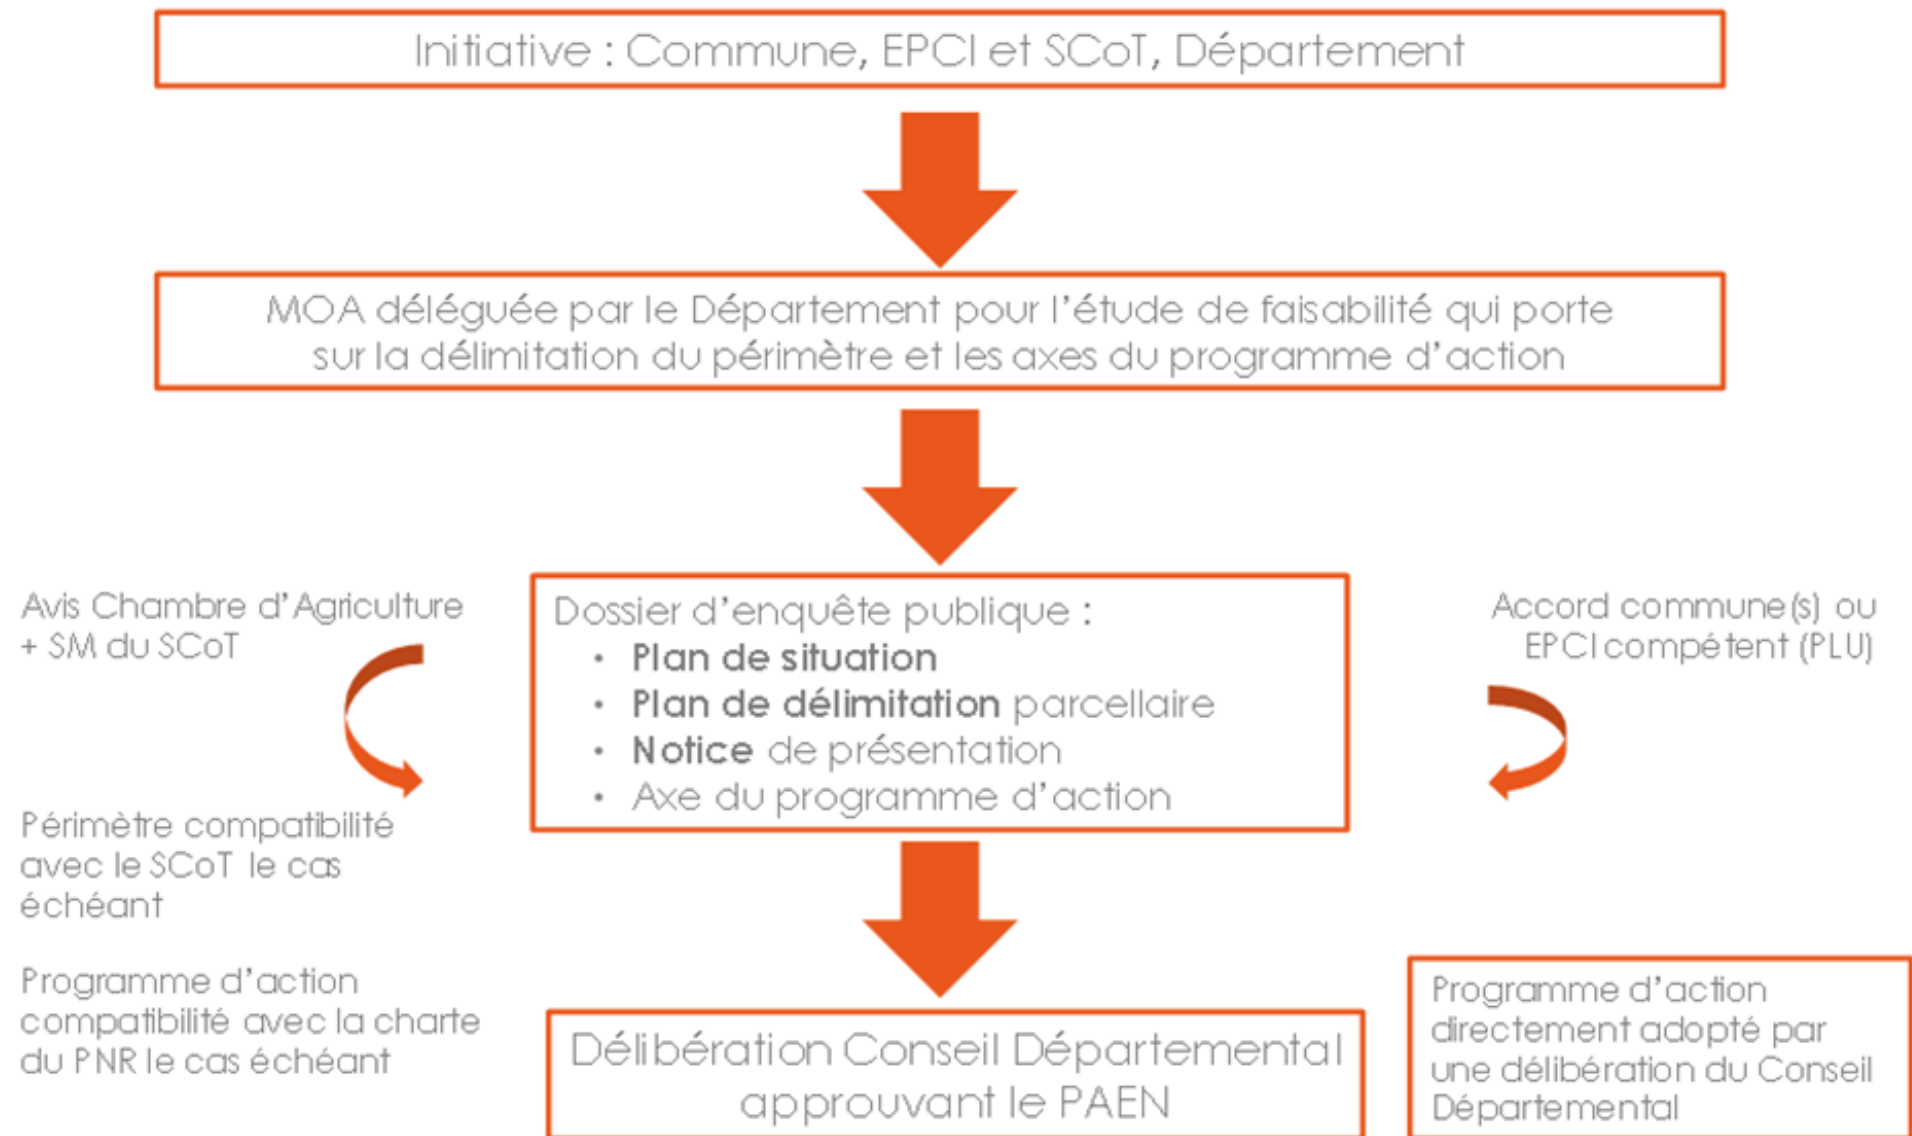 Initiative : Commune, EPCI et SCoT, Département
MOA déléguée par le Département pour l'étude de faisabilité qui porte
sur la délimitation du périmètre et les axes du programme d'action
Avis Chambre d'Agriculture
+ SM du SCoT
Dossier d'enquête publique :
• Plan de situation
• Plan de délimitation parcellaire
• Notice de présentation
• Axe du programme d'action
Accord commune(s) ou
EPCI compétent (PLU)
Périmètre compatibilité
avec le SCoT le cas
échéant
Programme d'action
compatibilité avec la charte
du PNR le cas échéant
Délibération Conseil Départemental
approuvant le PAEN
Programme d'action
directement adopté par
une délibération du Conseil
Départemental